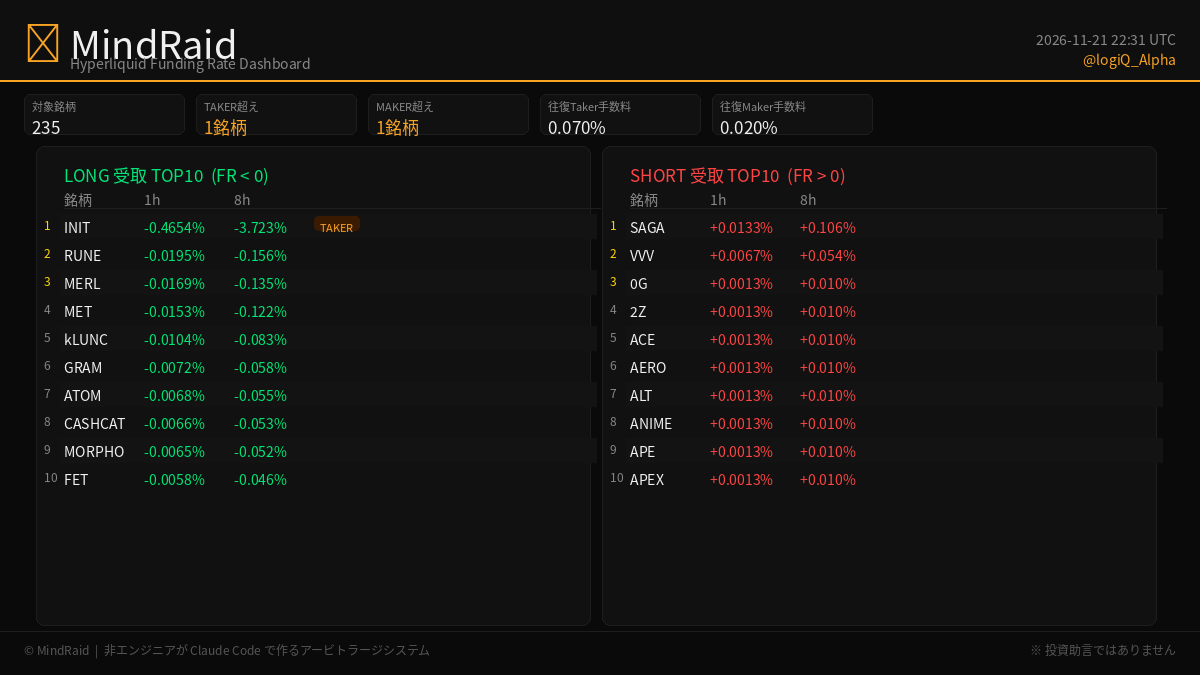 MindRaid
Hyperliquid Funding Rate Dashboard
2026-11-21 22:31 UTC
@logiQ_Alpha
対象銘柄
235
TAKER超え
1銘柄
MAKER超え
1銘柄
往復Taker手数料
0.070%
往復Maker手数料
0.020%
LONG 受取 TOP10 (FR < 0)
銘柄 1h 8h
1 INIT -0.4654% -3.723% TAKER
2 RUNE -0.0195% -0.156%
3 MERL -0.0169% -0.135%
4 MET -0.0153% -0.122%
5 kLUNC -0.0104% -0.083%
6 GRAM -0.0072% -0.058%
7 ATOM -0.0068% -0.055%
8 CASHCAT -0.0066% -0.053%
9 MORPHO -0.0065% -0.052%
10 FET -0.0058% -0.046%
SHORT 受取 TOP10 (FR > 0)
銘柄 1h 8h
1 SAGA +0.0133% +0.106%
2 VVV +0.0067% +0.054%
3 0G +0.0013% +0.010%
4 2Z +0.0013% +0.010%
5 ACE +0.0013% +0.010%
6 AERO +0.0013% +0.010%
7 ALT +0.0013% +0.010%
8 ANIME +0.0013% +0.010%
9 APE +0.0013% +0.010%
10 APEX +0.0013% +0.010%
© MindRaid | 非エンジニアが Claude Code で作るアービトラージシステム
※ 投資助言ではありません